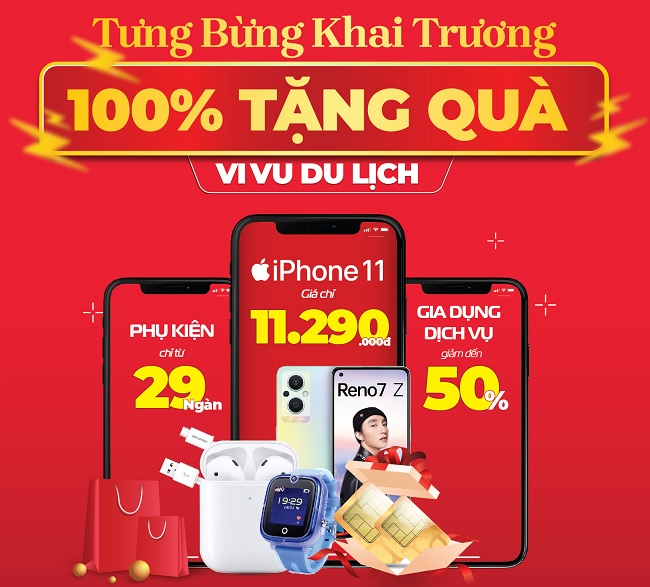 Tưng Bừng Khai Trương
100% TẶNG QUÀ
VI VU DU LỊCH
iPhone 11
Giá chỉ
11.290.000đ
PHỤ KIỆN
chỉ từ
29 Ngàn
GIA DỤNG
DỊCH VỤ
giảm đến
50%
Reno7 Z
19:29